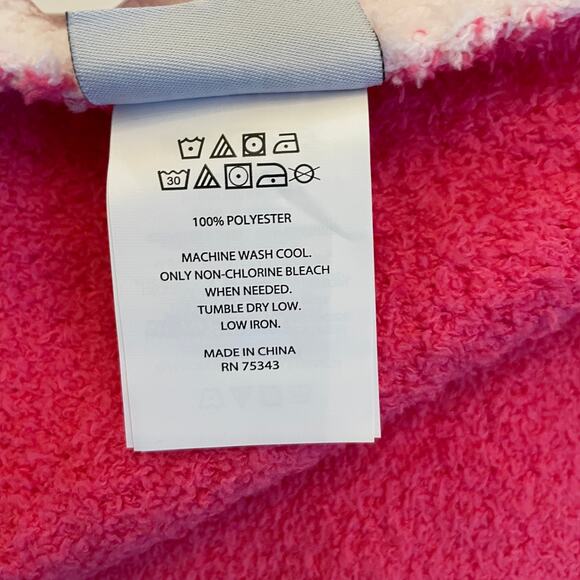 30
100% POLYESTER
MACHINE WASH COOL.
ONLY NON-CHLORINE BLEACH
WHEN NEEDED.
TUMBLE DRY LOW.
LOW IRON.
MADE IN CHINA
RN 75343